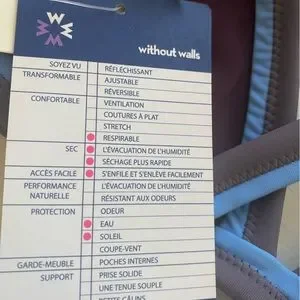 without walls
SOYEZ VU RÉFLÉCHISSANT
TRANSFORMABLE AJUSTABLE
RÉVERSIBLE
CONFORTABLE VENTILATION
COUTURES À PLAT
STRETCH
RESPIRABLE
SEC L'ÉVACUATION DE L'HUMIDITÉ
SÉCHAGE PLUS RAPIDE
ACCÈS FACILE S'ENFILE ET S'ENLÈVE FACILEMENT
PERFORMANCE L'ÉVACUATION DE L'HUMIDITÉ
NATURELLE RÉSISTANT AUX ODEURS
PROTECTION ODEUR
EAU
SOLEIL
COUPE-VENT
GARDE-MEUBLE POCHES INTERNES
SUPPORT PRISE SOLIDE
UNE TENUE SOUPLE
PETITS CÂLINS